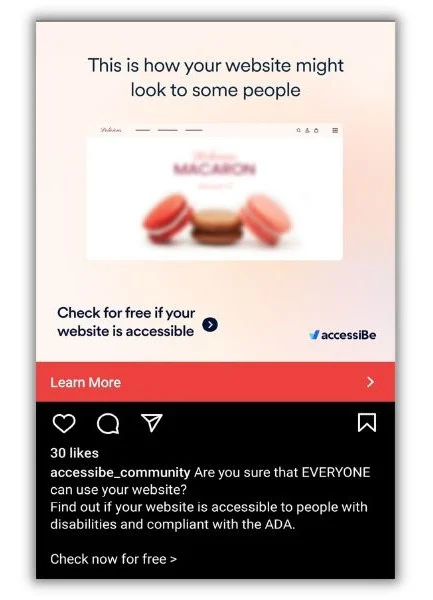 This is how your website might
look to some people
MACARON
Check for free if your
website is accessible
accessiBe
Learn More
30 likes
accessibe_community Are you sure that EVERYONE
can use your website?
Find out if your website is accessible to people with
disabilities and compliant with the ADA.
Check now for free >